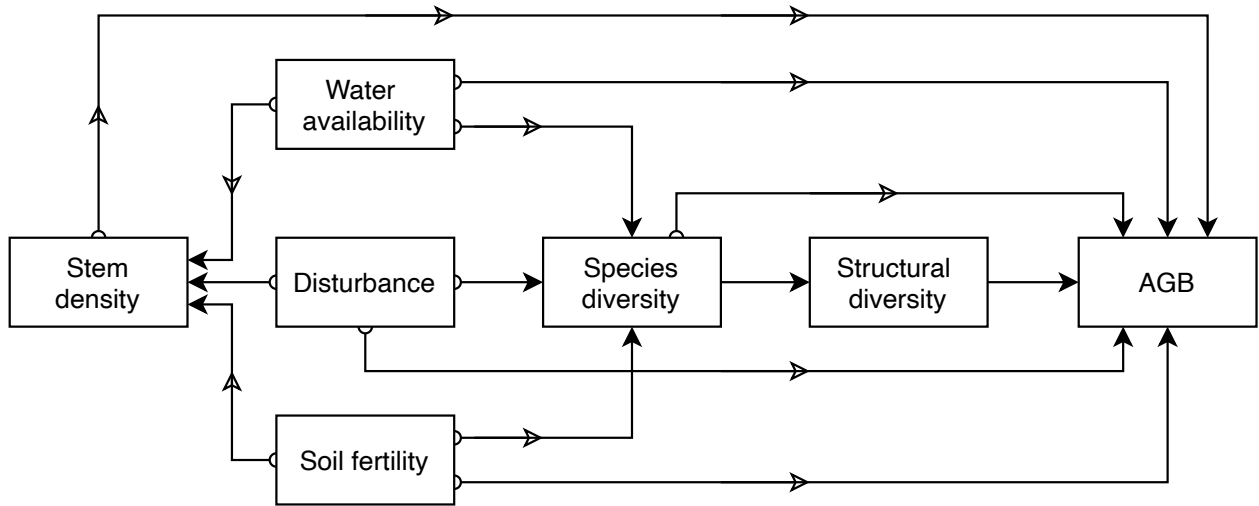 Water
availability
Stem
density
Disturbance
Species
diversity
Structural
diversity
AGB
Soil fertility